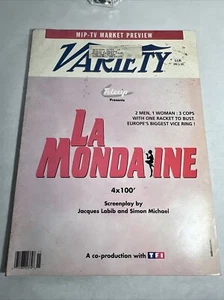 MIP-TV MARKET PREVIEW
VARIETY
Telecip
Presents
2 MEN, 1 WOMAN : 3 COPS
WITH ONE RACKET TO BUST,
EUROPE'S BIGGEST VICE RING !
LA
MONDAINE
4x100'
Screenplay by
Jacques Labib and Simon Michael
A co-production with TF1